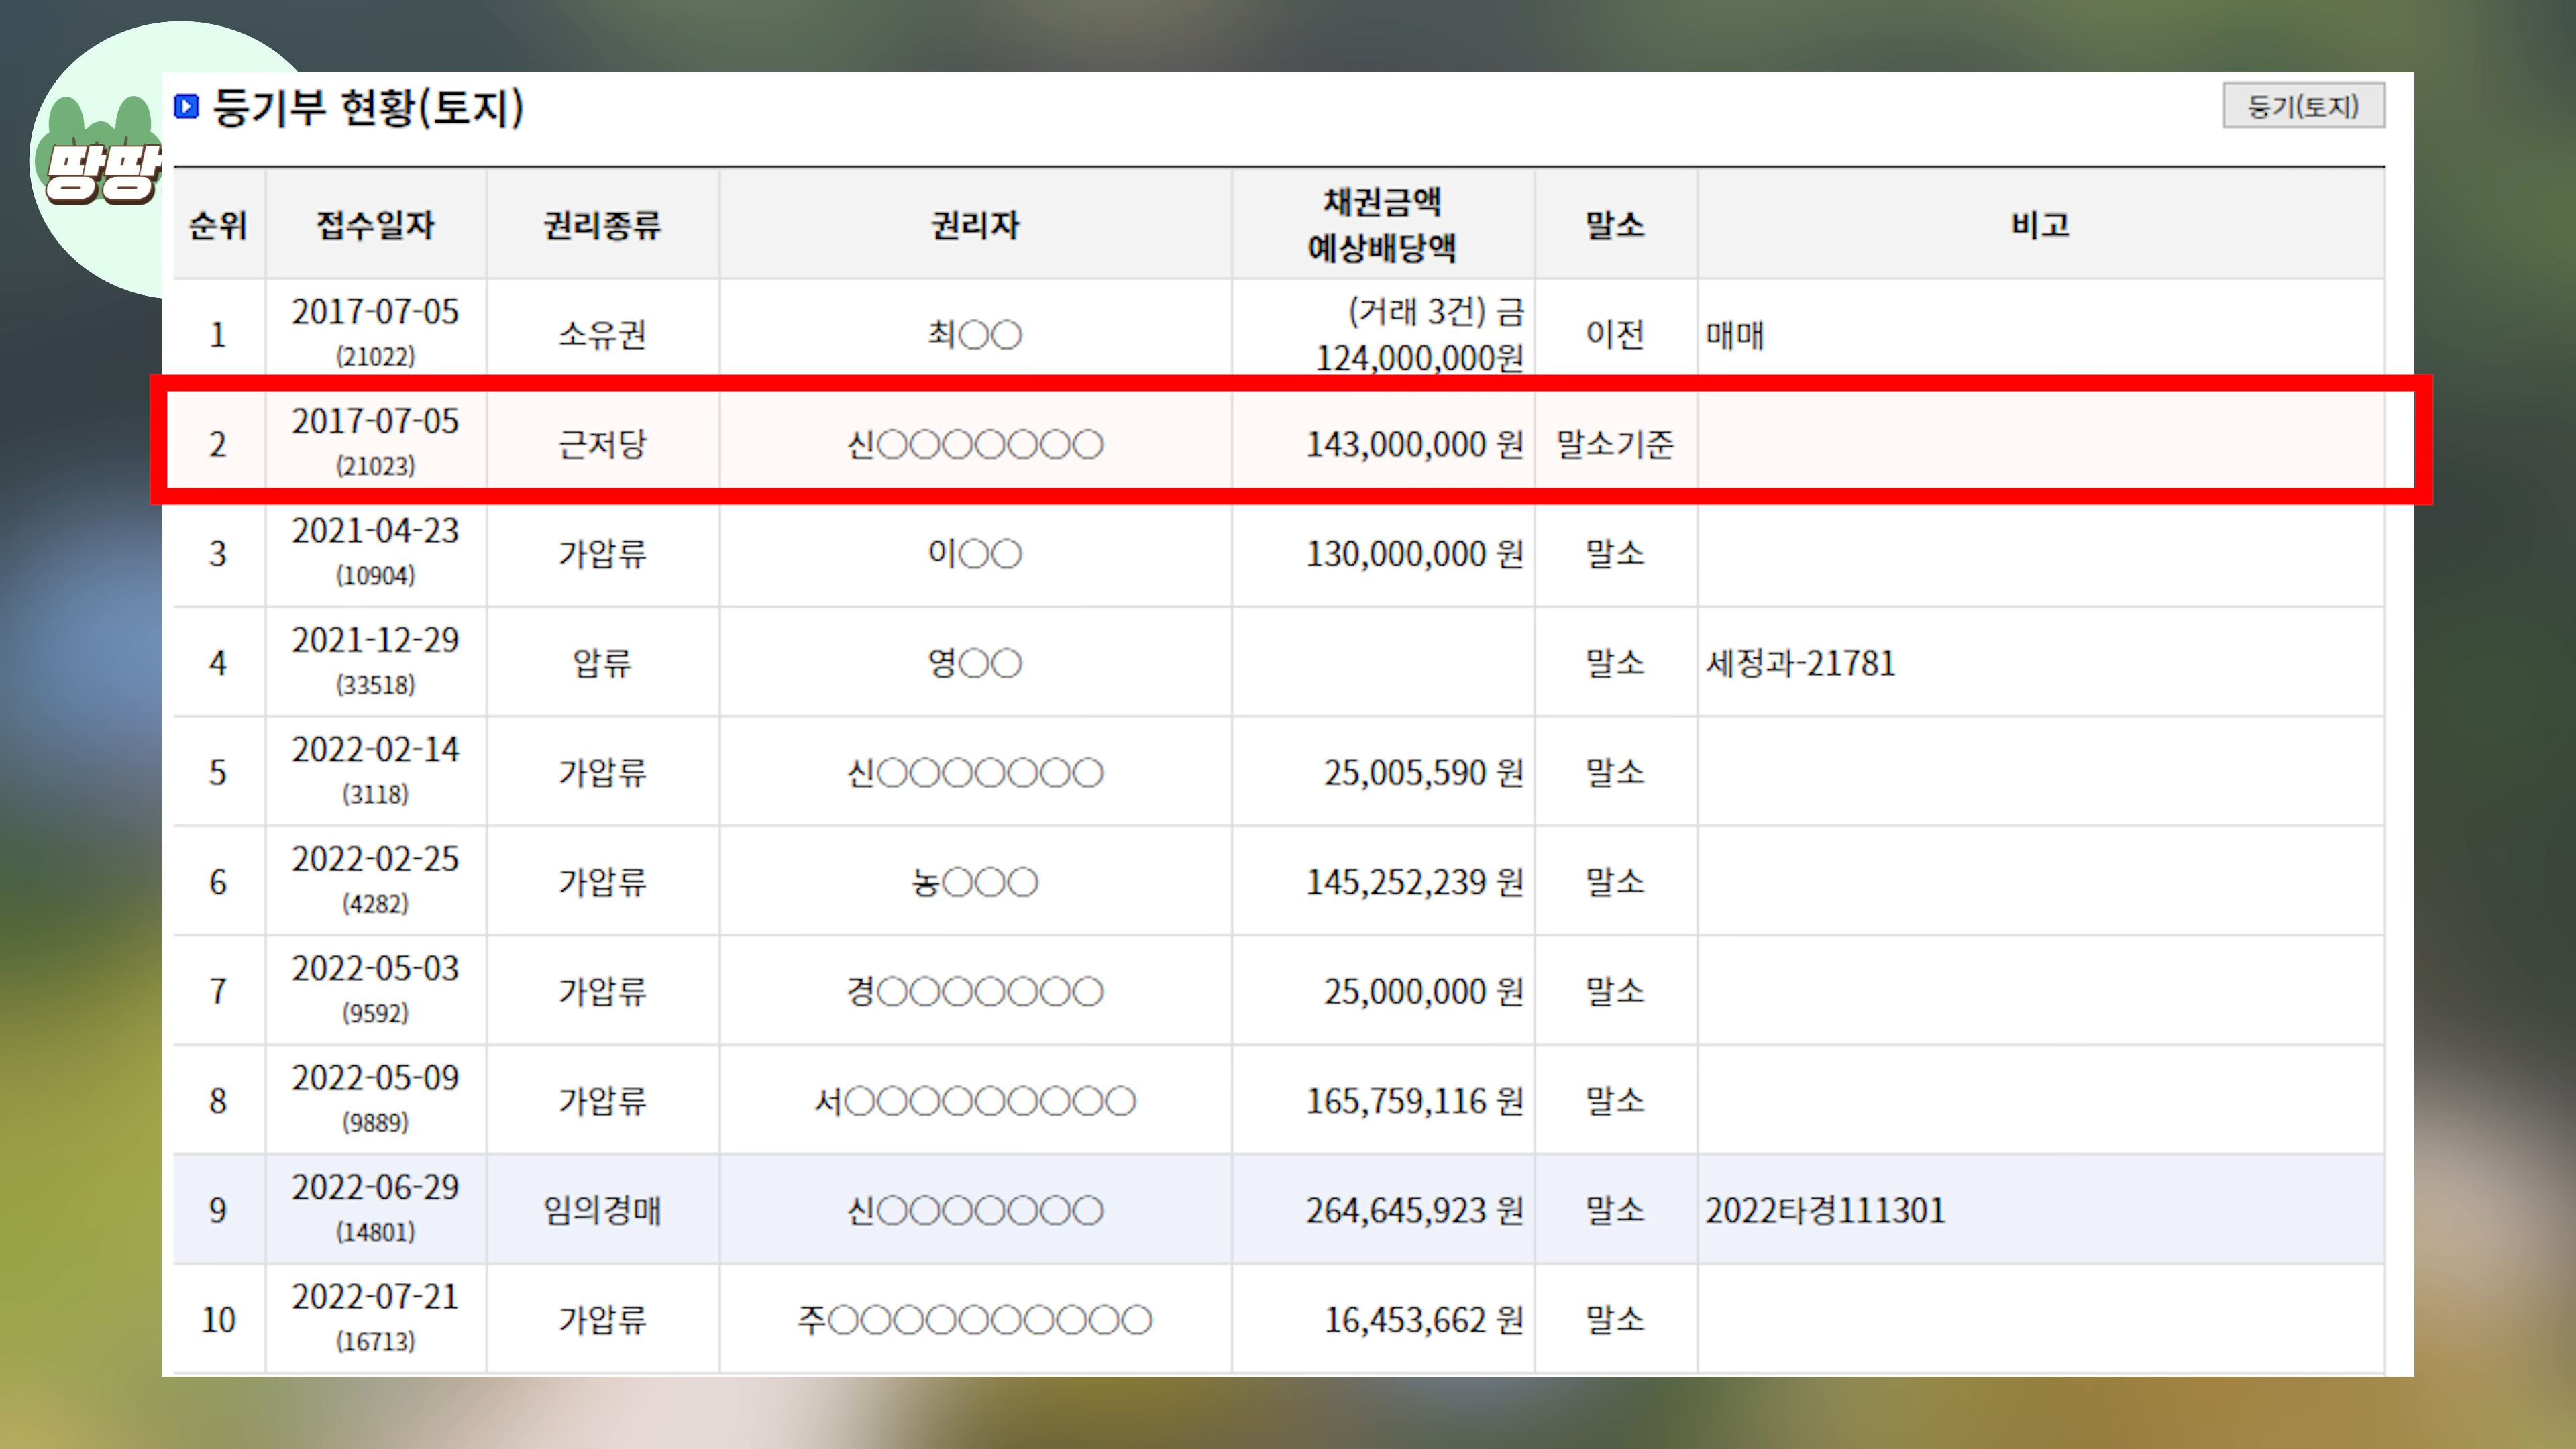 땅땅
등기부 현황(토지)
등기(토지)
순위 접수일자 권리종류 권리자 채권금액 예상배당액 말소 비고
1 2017-07-05 (21022) 소유권 최○○ (거래 3건) 금 124,000,000원 이전 매매
2 2017-07-05 (21023) 근저당 신○○○○○○○ 143,000,000 원 말소기준
3 2021-04-23 (10904) 가압류 이○○ 130,000,000 원 말소
4 2021-12-29 (33518) 압류 영○○ 말소 세정과-21781
5 2022-02-14 (3118) 가압류 신○○○○○○○ 25,005,590 원 말소
6 2022-02-25 (4282) 가압류 농○○○ 145,252,239 원 말소
7 2022-05-03 (9592) 가압류 경○○○○○○○ 25,000,000 원 말소
8 2022-05-09 (9889) 가압류 서○○○○○○○○○ 165,759,116 원 말소
9 2022-06-29 (14801) 임의경매 신○○○○○○○ 264,645,923 원 말소 2022타경111301
10 2022-07-21 (16713) 가압류 주○○○○○○○○○○ 16,453,662 원 말소